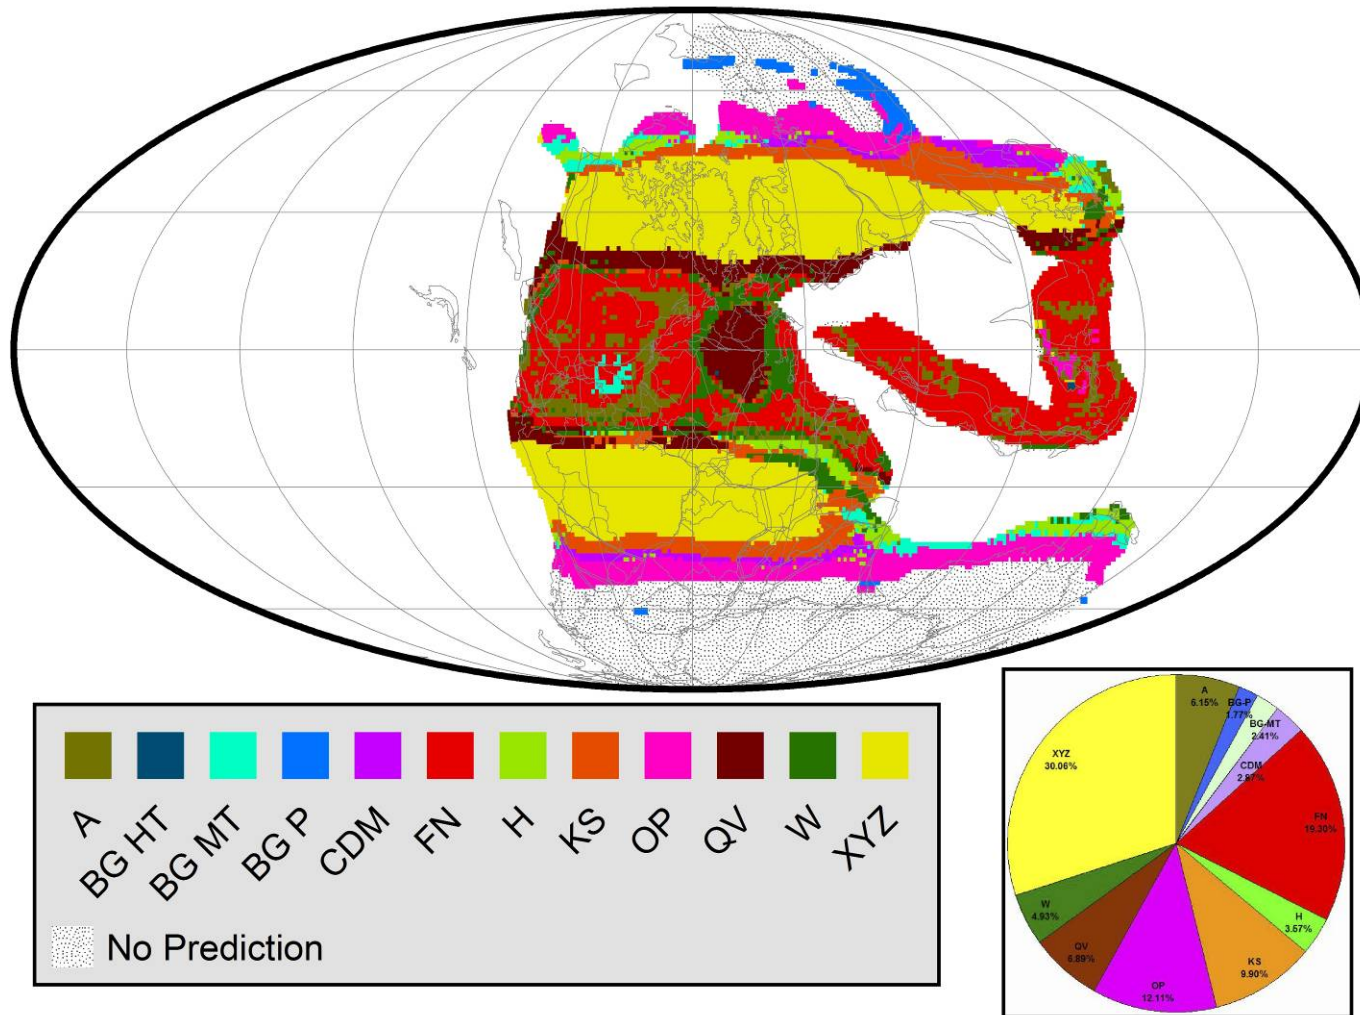 A
BG HT
BG MT
BG P
CDM
FN
H
KS
OP
QV
W
XYZ
No Prediction
A
6.15%
BG-P
1.77%
BG-MT
2.41%
CDM
2.87%
FN
19.30%
H
3.57%
KS
9.90%
OP
12.11%
QV
6.89%
W
4.93%
XYZ
30.06%